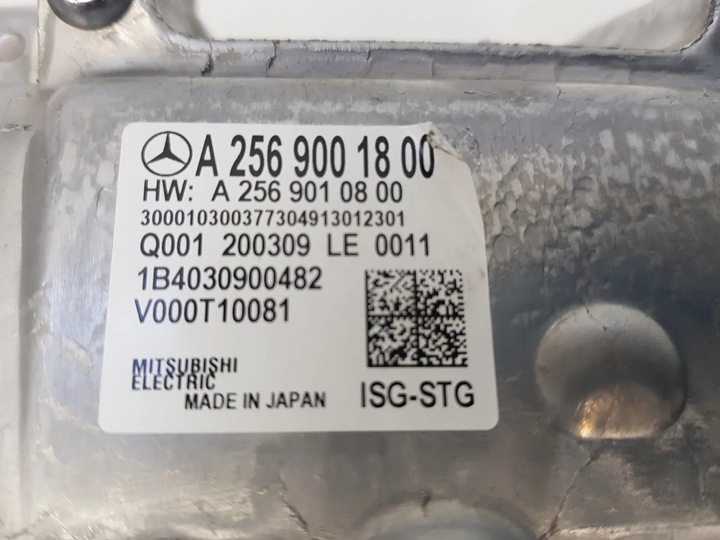 A 256 900 18 00
HW: A 256 901 08 00
300010300377304913012301
Q001 200309 LE 0011
1B4030900482
V000T10081
MITSUBISHI
ELECTRIC
MADE IN JAPAN
ISG-STG